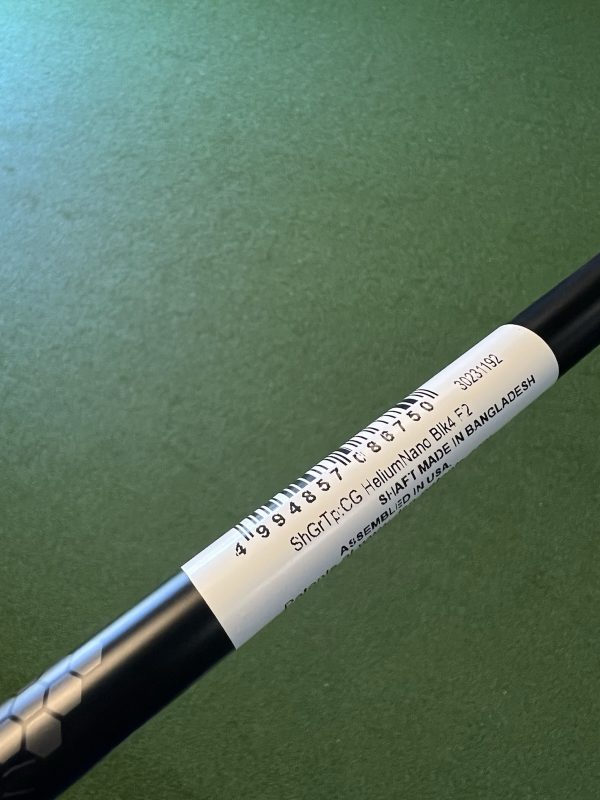 30231192
4 994857 086750
ShGrTp:CG HeliumNano Blk4 F2
SHAFT MADE IN BANGLADESH
ASSEMBLED IN USA.